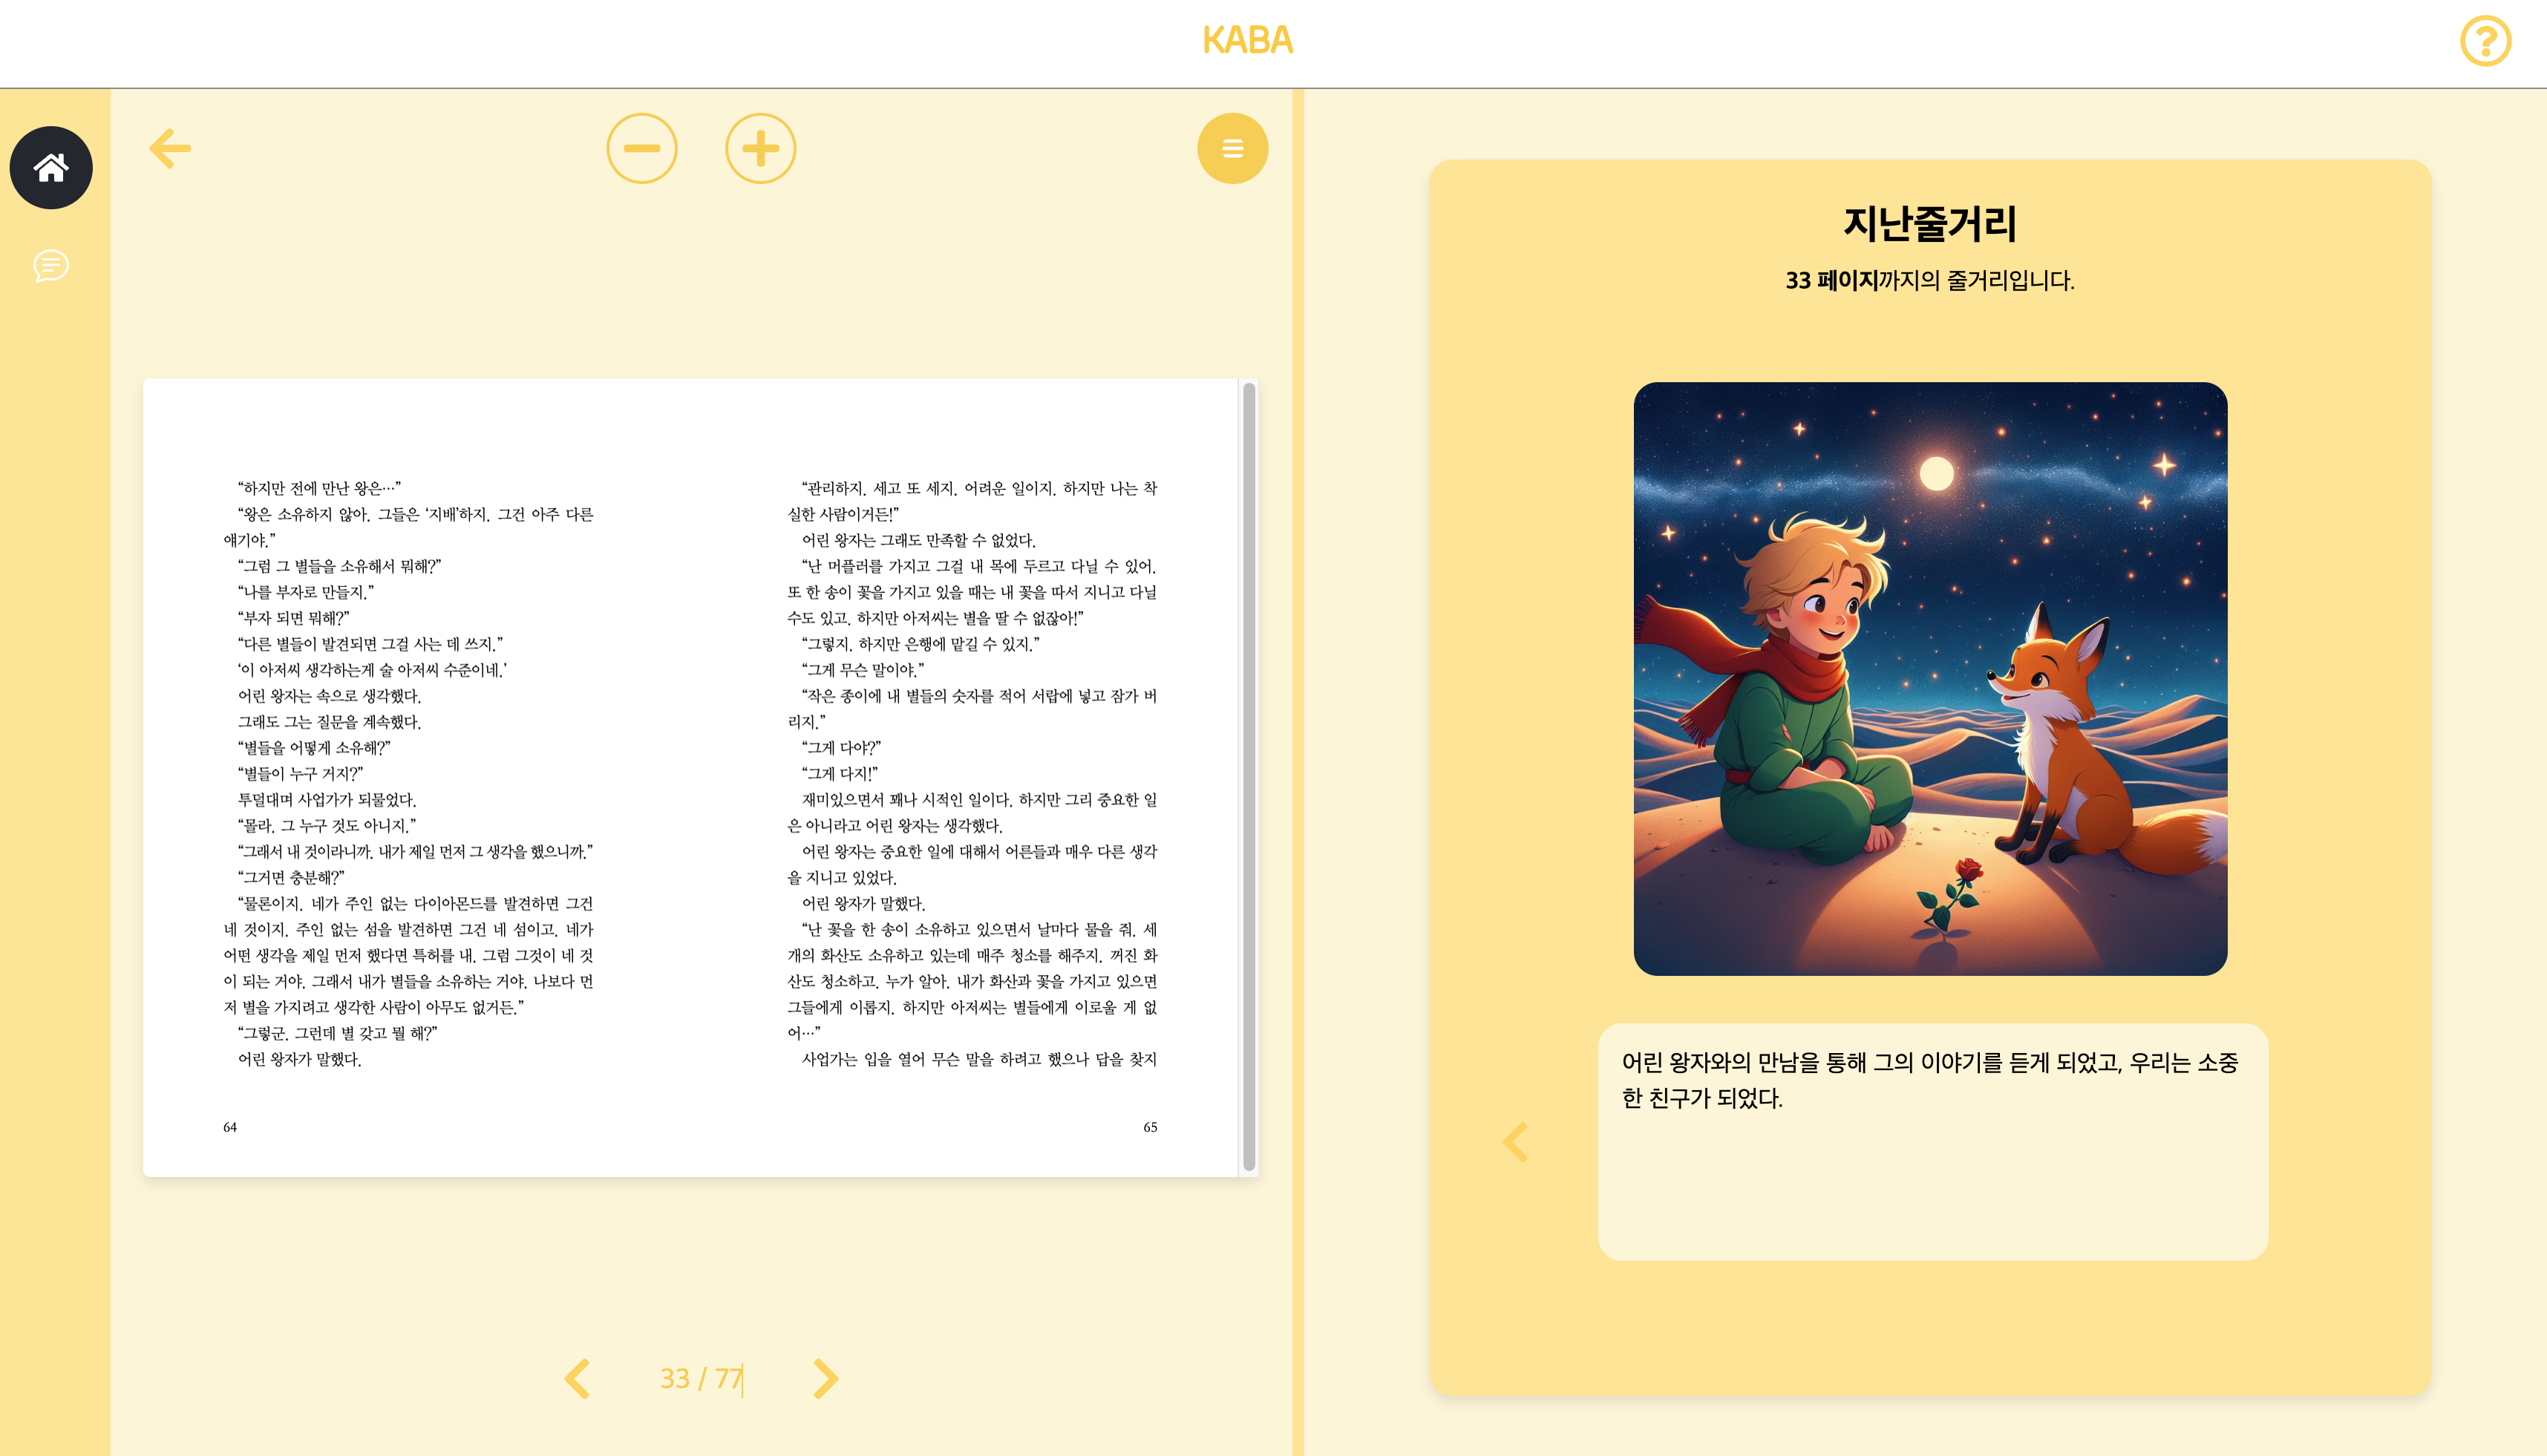 KABA
“하지만 전에 만난 왕은…”
“왕은 소유하지 않아. 그들은 ‘지배’하지. 그건 아주 다른
얘기야.”
“그럼 그 별들을 소유해서 뭐해?”
“나를 부자로 만들지.”
“부자 되면 뭐해?”
“다른 별들이 발견되면 그걸 사는 데 쓰지.”
‘이 아저씨 생각하는게 술 아저씨 수준이네.’
어린 왕자는 속으로 생각했다.
그래도 그는 질문을 계속했다.
“별들을 어떻게 소유해?”
“별들이 누구 거지?”
투덜대며 사업가가 되물었다.
“몰라. 그 누구 것도 아니지.”
“그래서 내 것이라니까. 내가 제일 먼저 그 생각을 했으니까.”
“그거면 충분해?”
“물론이지. 네가 주인 없는 다이아몬드를 발견하면 그건
네 것이지. 주인 없는 섬을 발견하면 그건 네 섬이고. 네가
어떤 생각을 제일 먼저 했다면 특허를 내. 그럼 그것이 네 것
이 되는 거야. 그래서 내가 별들을 소유하는 거야. 나보다 먼
저 별을 가지려고 생각한 사람이 아무도 없거든.”
“그렇군. 그런데 별 갖고 뭘 해?”
어린 왕자가 말했다.
64
“관리하지. 세고 또 세지. 어려운 일이지. 하지만 나는 착
실한 사람이거든!”
어린 왕자는 그래도 만족할 수 없었다.
“난 머플러를 가지고 그걸 내 목에 두르고 다닐 수 있어.
또 한 송이 꽃을 가지고 있을 때는 내 꽃을 따서 지니고 다닐
수도 있고. 하지만 아저씨는 별을 딸 수 없잖아!”
“그렇지. 하지만 은행에 맡길 수 있지.”
“그게 무슨 말이야.”
“작은 종이에 내 별들의 숫자를 적어 서랍에 넣고 잠가 버
리지.”
“그게 다야?”
“그게 다지!”
재미있으면서 꽤나 시적인 일이다. 하지만 그리 중요한 일
은 아니라고 어린 왕자는 생각했다.
어린 왕자는 중요한 일에 대해서 어른들과 매우 다른 생각
을 지니고 있었다.
어린 왕자가 말했다.
“난 꽃을 한 송이 소유하고 있으면서 날마다 물을 줘. 세
개의 화산도 소유하고 있는데 매주 청소를 해주지. 꺼진 화
산도 청소하고. 누가 알아. 내가 화산과 꽃을 가지고 있으면
그들에게 이롭지. 하지만 아저씨는 별들에게 이로울 게 없
어…”
사업가는 입을 열어 무슨 말을 하려고 했으나 답을 찾지
65
33 / 77
지난줄거리
33 페이지까지의 줄거리입니다.
어린 왕자와의 만남을 통해 그의 이야기를 듣게 되었고, 우리는 소중
한 친구가 되었다.